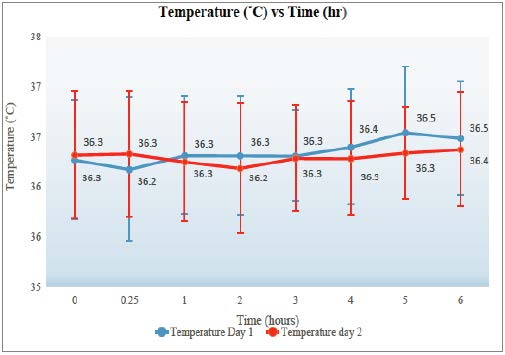 Temperature (˚C) vs Time (hr)
38
37
37
36
36
35
Temperature (˚C)
36.3 36.3 36.3 36.3 36.3 36.4 36.5 36.5
36.3 36.2 36.3 36.2 36.3 36.3 36.3 36.4
0 0.25 1 2 3 4 5 6
Time (hours)
Temperature Day 1 Temperature day 2